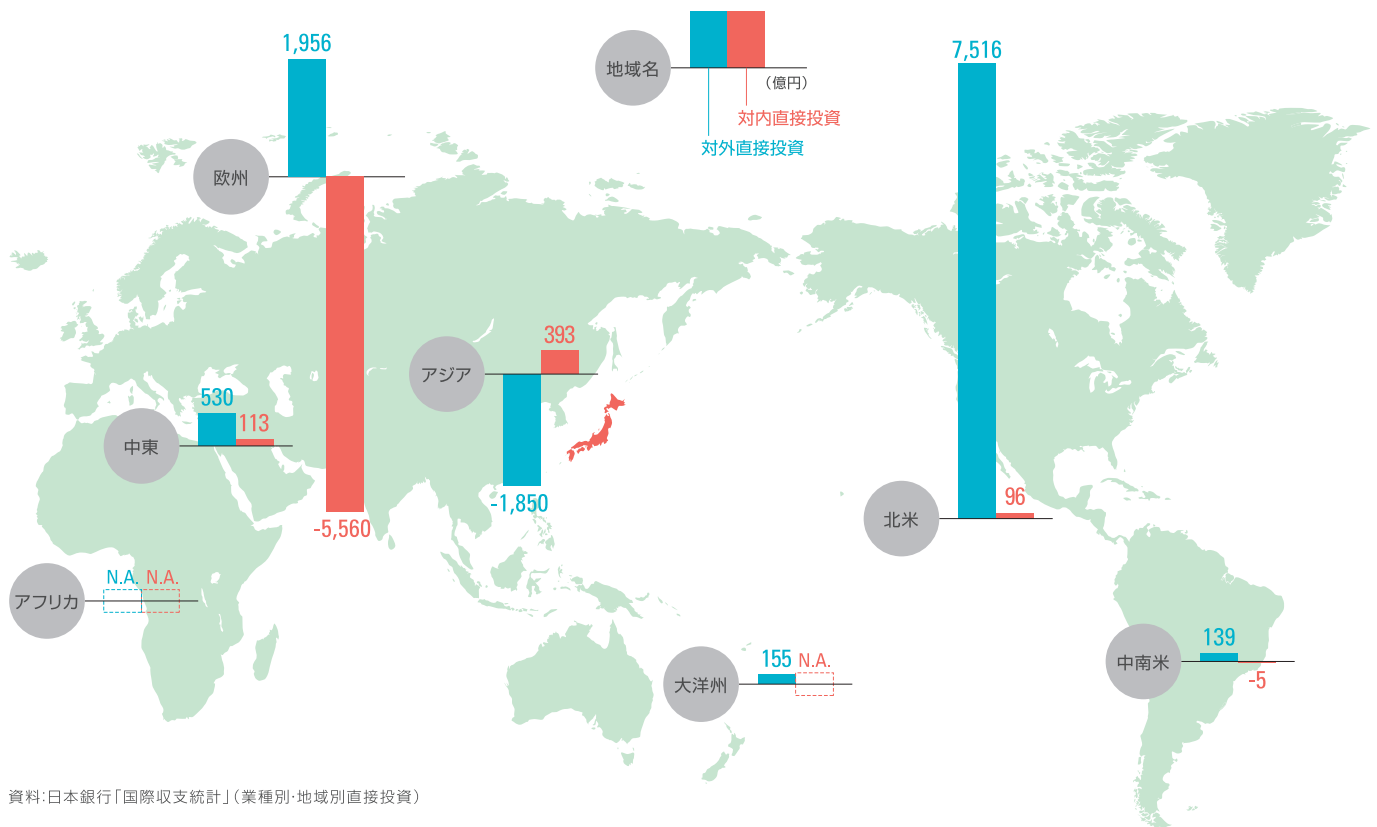 地域名
(億円)
対内直接投資
対外直接投資
欧州
1,956
-5,560
アジア
393
-1,850
中東
530
113
アフリカ
N.A.
N.A.
大洋州
155
N.A.
北米
7,516
96
中南米
139
-5
資料:日本銀行「国際収支統計」(業種別・地域別直接投資)